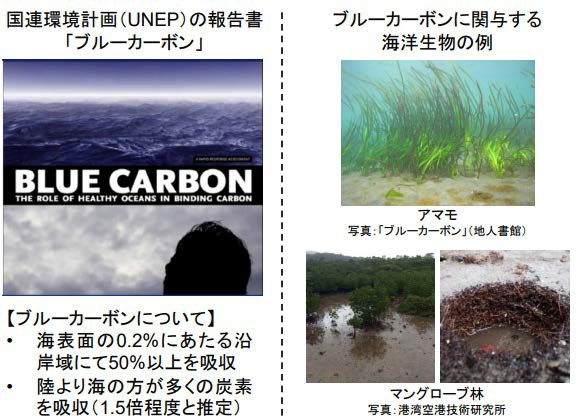 国連環境計画（UNEP）の報告書
「ブルーカーボン」
A RAPID RESPONSE ASSESSMENT
BLUE CARBON
THE ROLE OF HEALTHY OCEANS IN BINDING CARBON
【ブルーカーボンについて】
• 海表面の0.2%にあたる沿
岸域にて50%以上を吸収
• 陸より海の方が多くの炭素
を吸収（1.5倍程度と推定）
ブルーカーボンに関与する
海洋生物の例
アマモ
写真：「ブルーカーボン」（地人書館）
マングローブ林
写真：港湾空港技術研究所